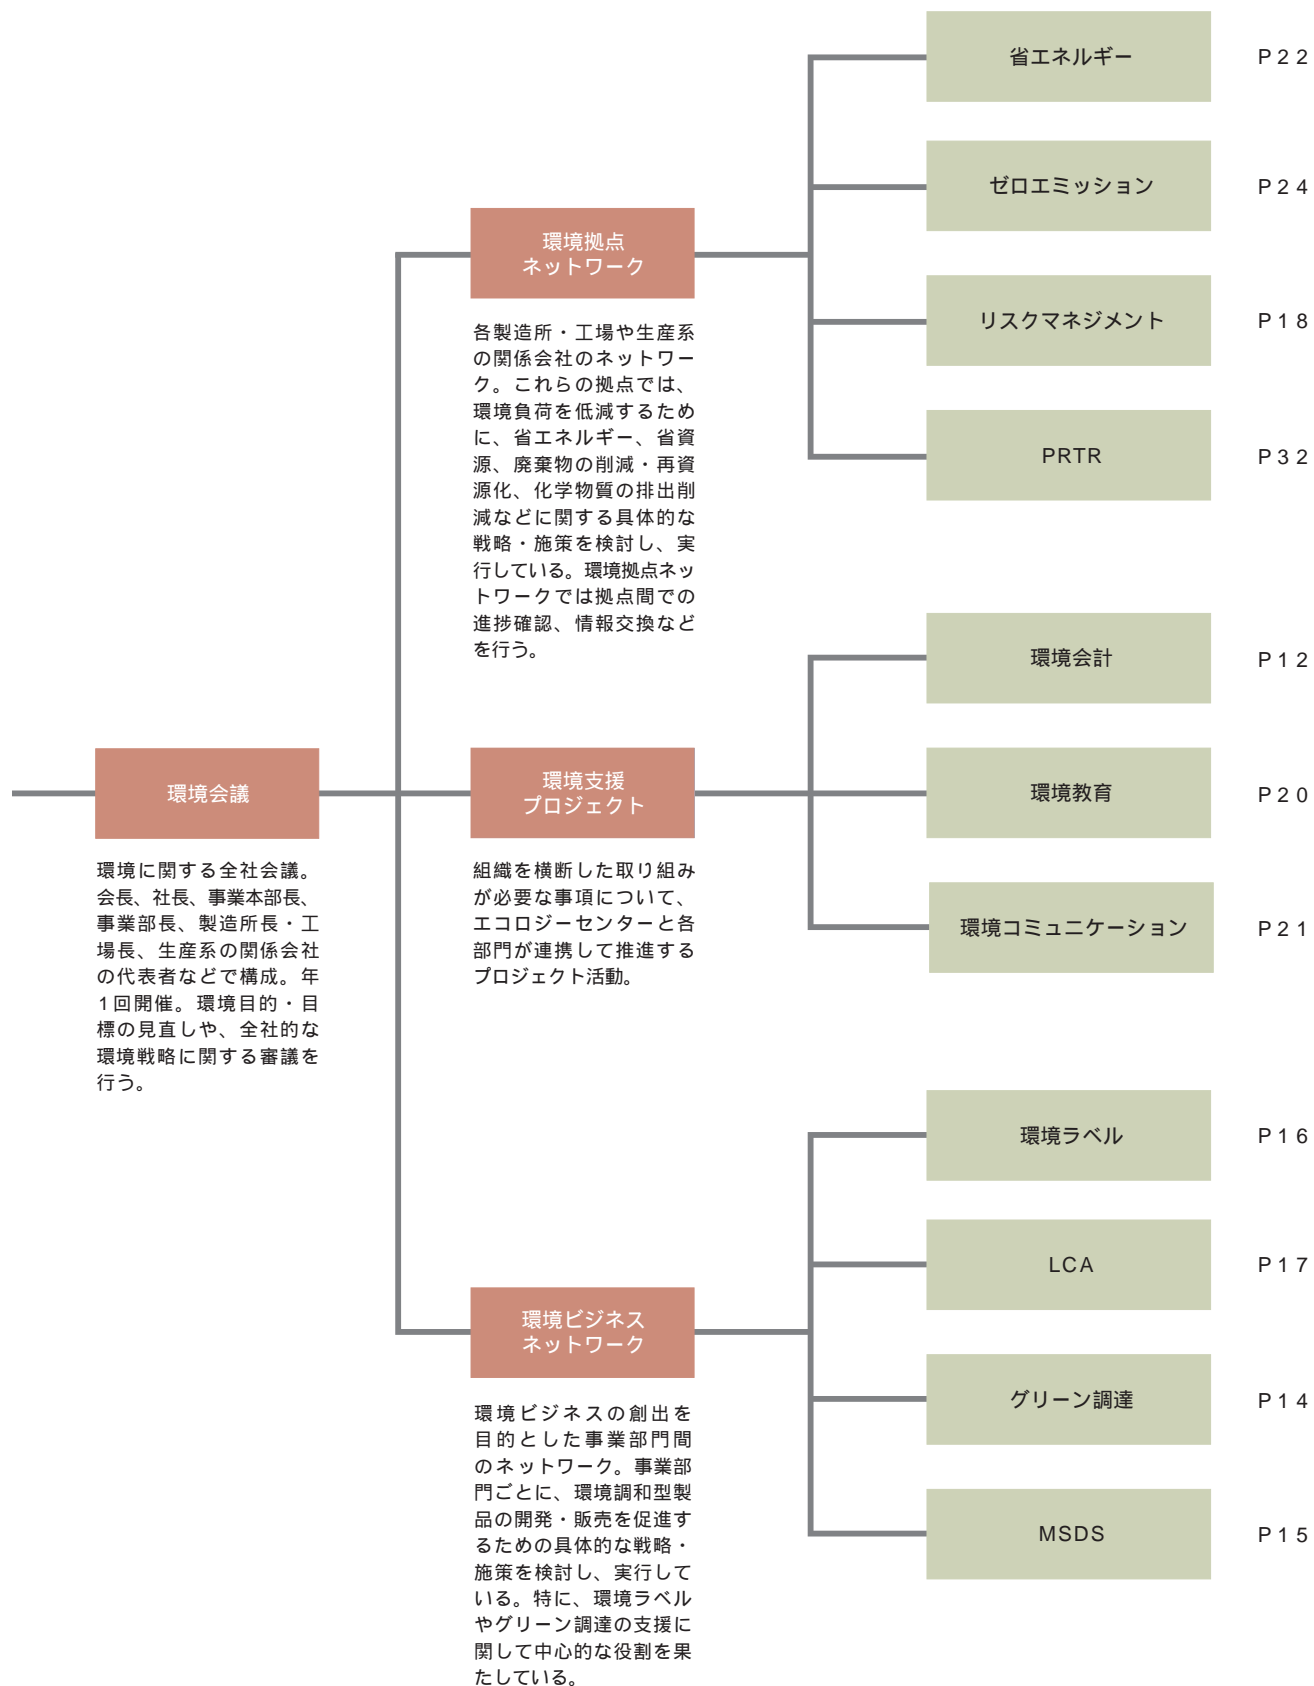 省エネルギー
P22
ゼロエミッション
P24
環境拠点
ネットワーク
リスクマネジメント
P18
各製造所・工場や生産系
の関係会社のネットワー
ク。これらの拠点では、
環境負荷を低減するため
に、省エネルギー、省資
源、廃棄物の削減・再資
源化、化学物質の排出削
減などに関する具体的な
戦略・施策を検討し、実
行している。環境拠点ネッ
トワークでは拠点間での
進捗確認、情報交換など
を行う。
PRTR
P32
環境会計
P12
環境会議
環境に関する全社会議。
会長、社長、事業本部長、
事業部長、製造所長・工
場長、生産系の関係会社
の代表者などで構成。年
1回開催。環境目的・目
標の見直しや、全社的な
環境戦略に関する審議を
行う。
環境支援
プロジェクト
組織を横断した取り組み
が必要な事項について、
エコロジーセンターと各
部門が連携して推進する
プロジェクト活動。
環境教育
P20
環境コミュニケーション
P21
環境ラベル
P16
LCA
P17
環境ビジネス
ネットワーク
環境ビジネスの創出を
目的とした事業部門間
のネットワーク。事業部
門ごとに、環境調和型製
品の開発・販売を促進す
るための具体的な戦略・
施策を検討し、実行して
いる。特に、環境ラベル
やグリーン調達の支援に
関して中心的な役割を果
たしている。
グリーン調達
P14
MSDS
P15